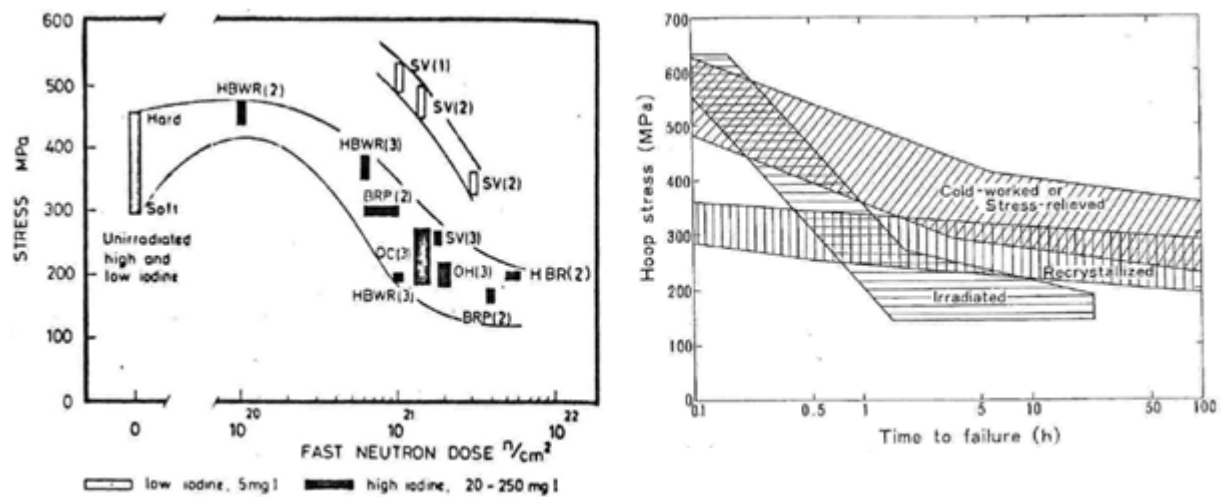 600
500
400
300
200
100
0
STRESS MPa
HBWR(2)
Hard
Soft
Unirradiated
high and
low iodine
SV(1)
SV(2)
SV(2)
HBWR(3)
BRP(2)
SV(3)
OC(3)
OH(3)
HBR(2)
HBWR(3)
BRP(2)
0
10 20
10 21
10 22
FAST NEUTRON DOSE n/cm2
low iodine, 5mg I
high iodine, 20 - 250 mg I
700
600
500
400
300
200
100
0
Hoop stress (MPa)
Cold-worked or
Stress-relieved
Recrystallized
Irradiated
0.1
0.5
1
5
10
50
100
Time to failure (h)